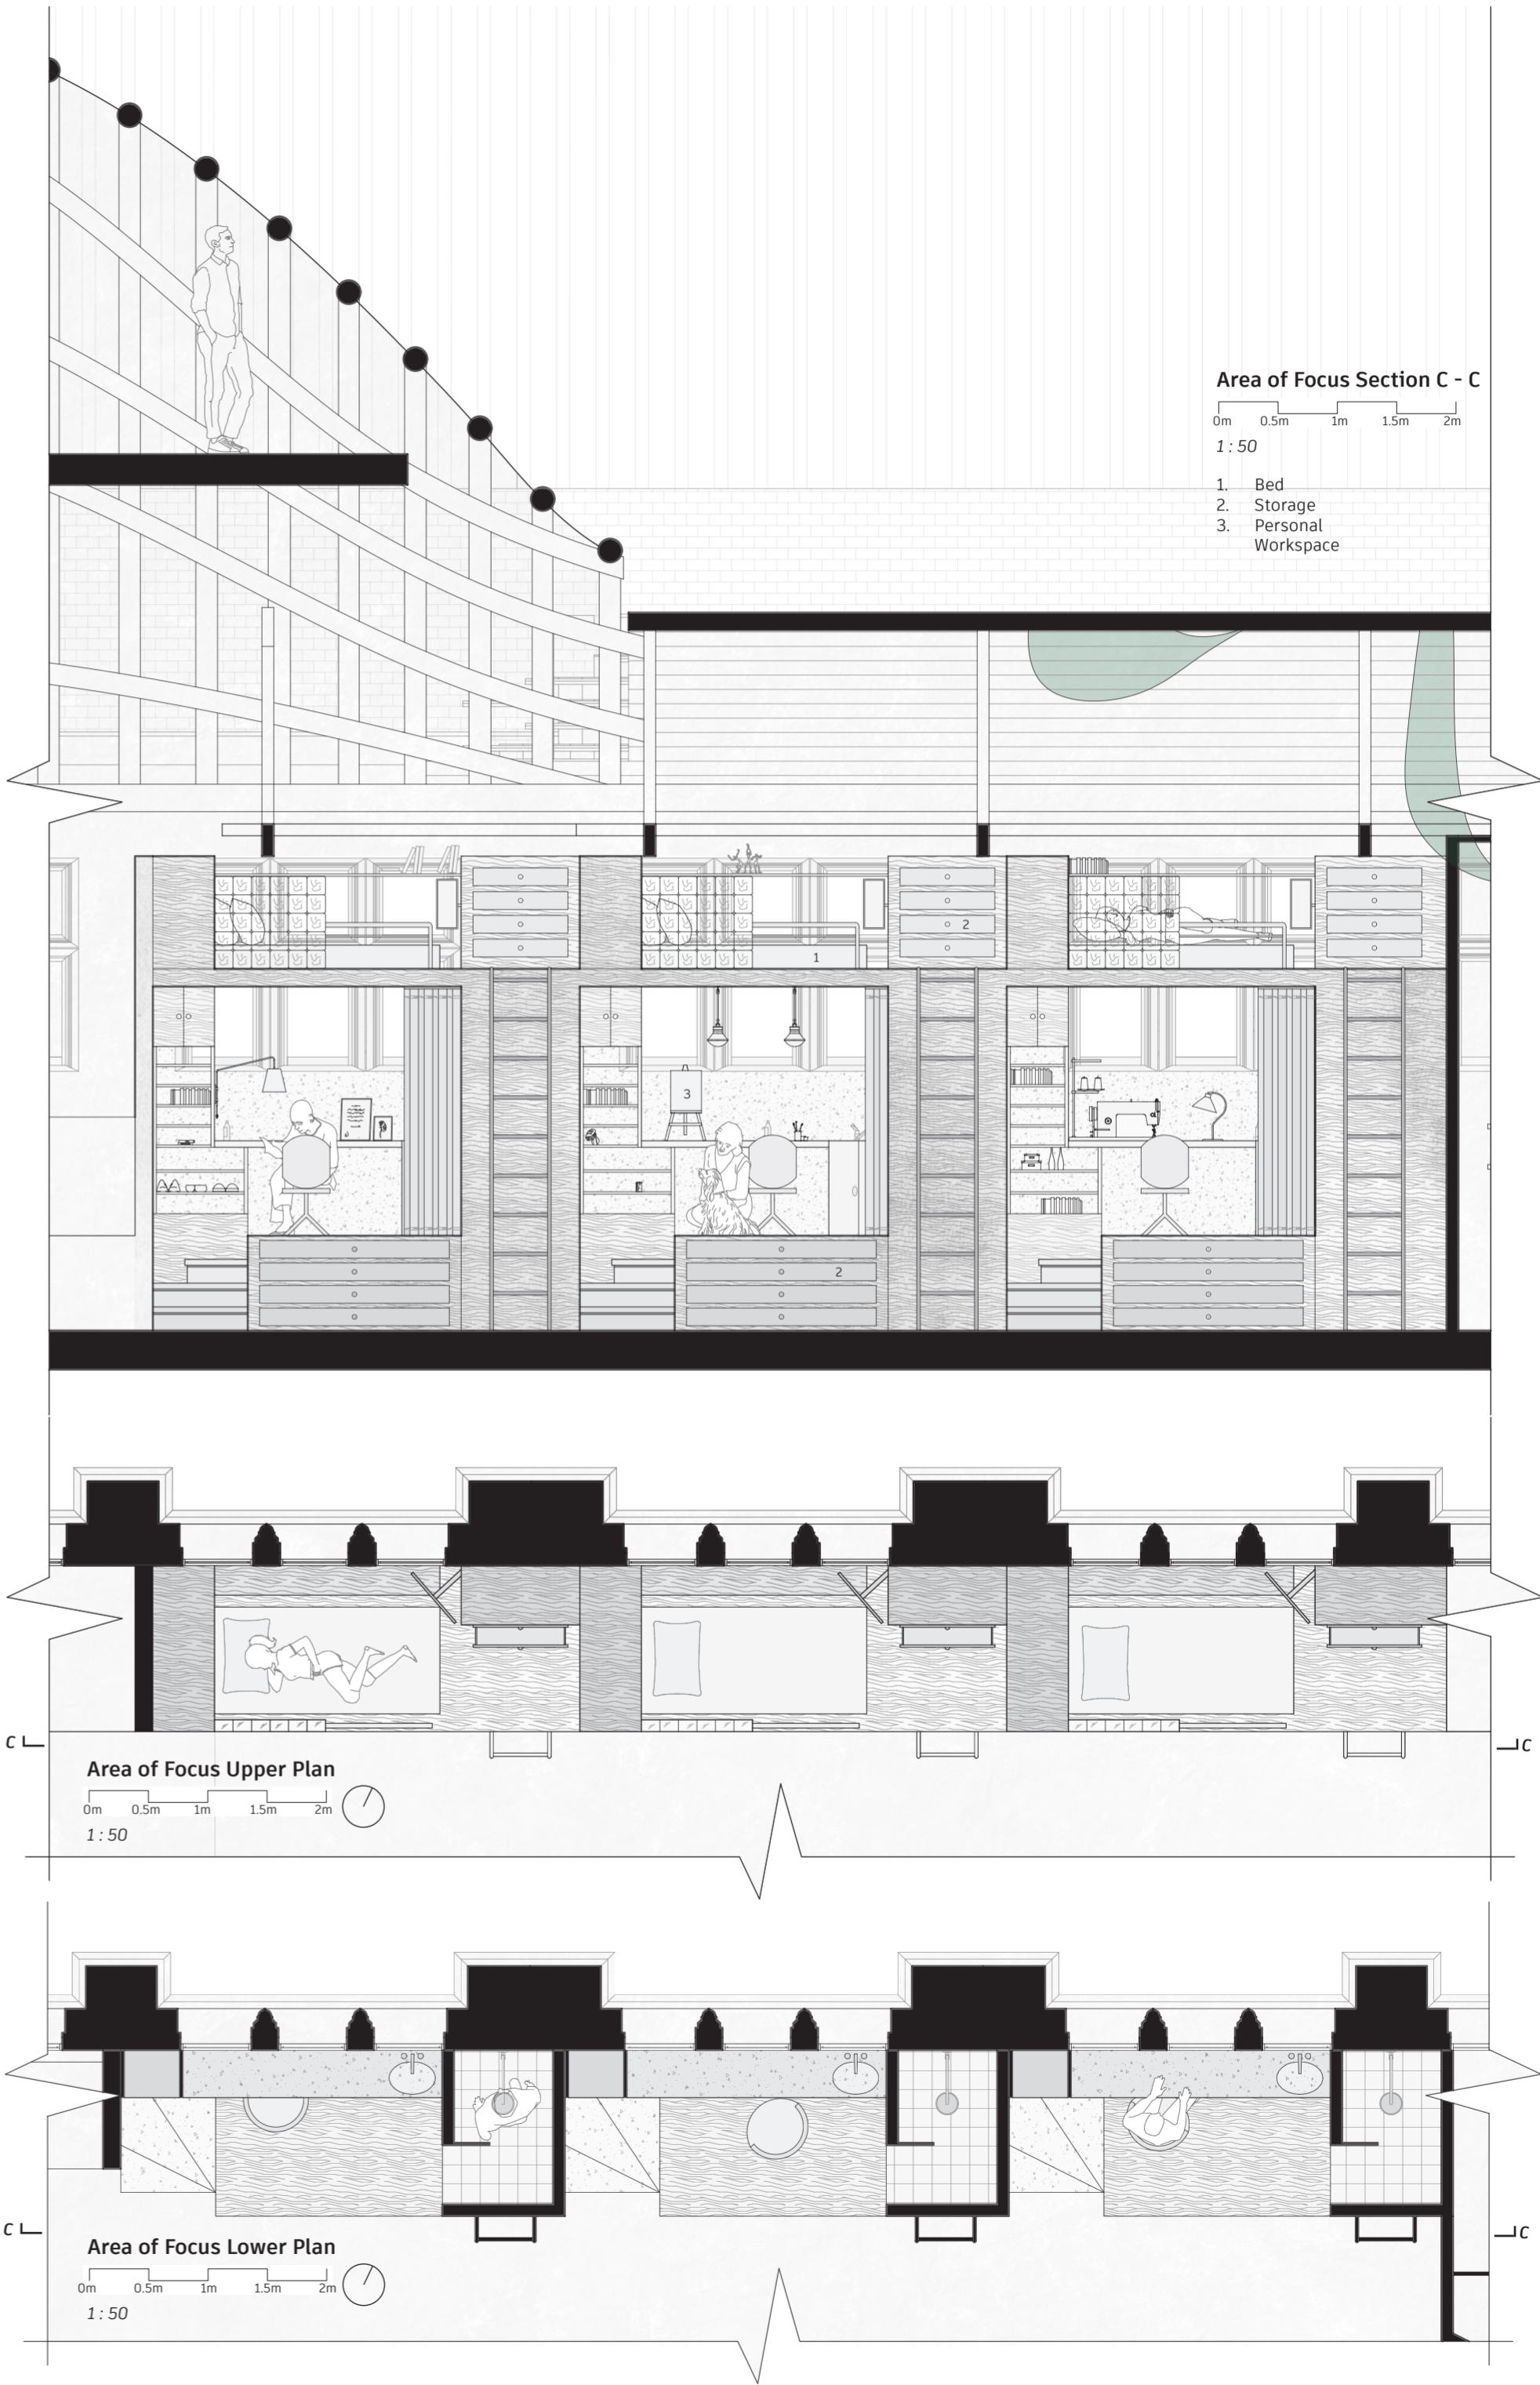 Area of Focus Section C - C
0m 0.5m 1m 1.5m 2m
1 : 50
1. Bed
2. Storage
3. Personal
Workspace
2
1
3
2
C C
Area of Focus Upper Plan
0m 0.5m 1m 1.5m 2m
1 : 50
C C
Area of Focus Lower Plan
0m 0.5m 1m 1.5m 2m
1 : 50